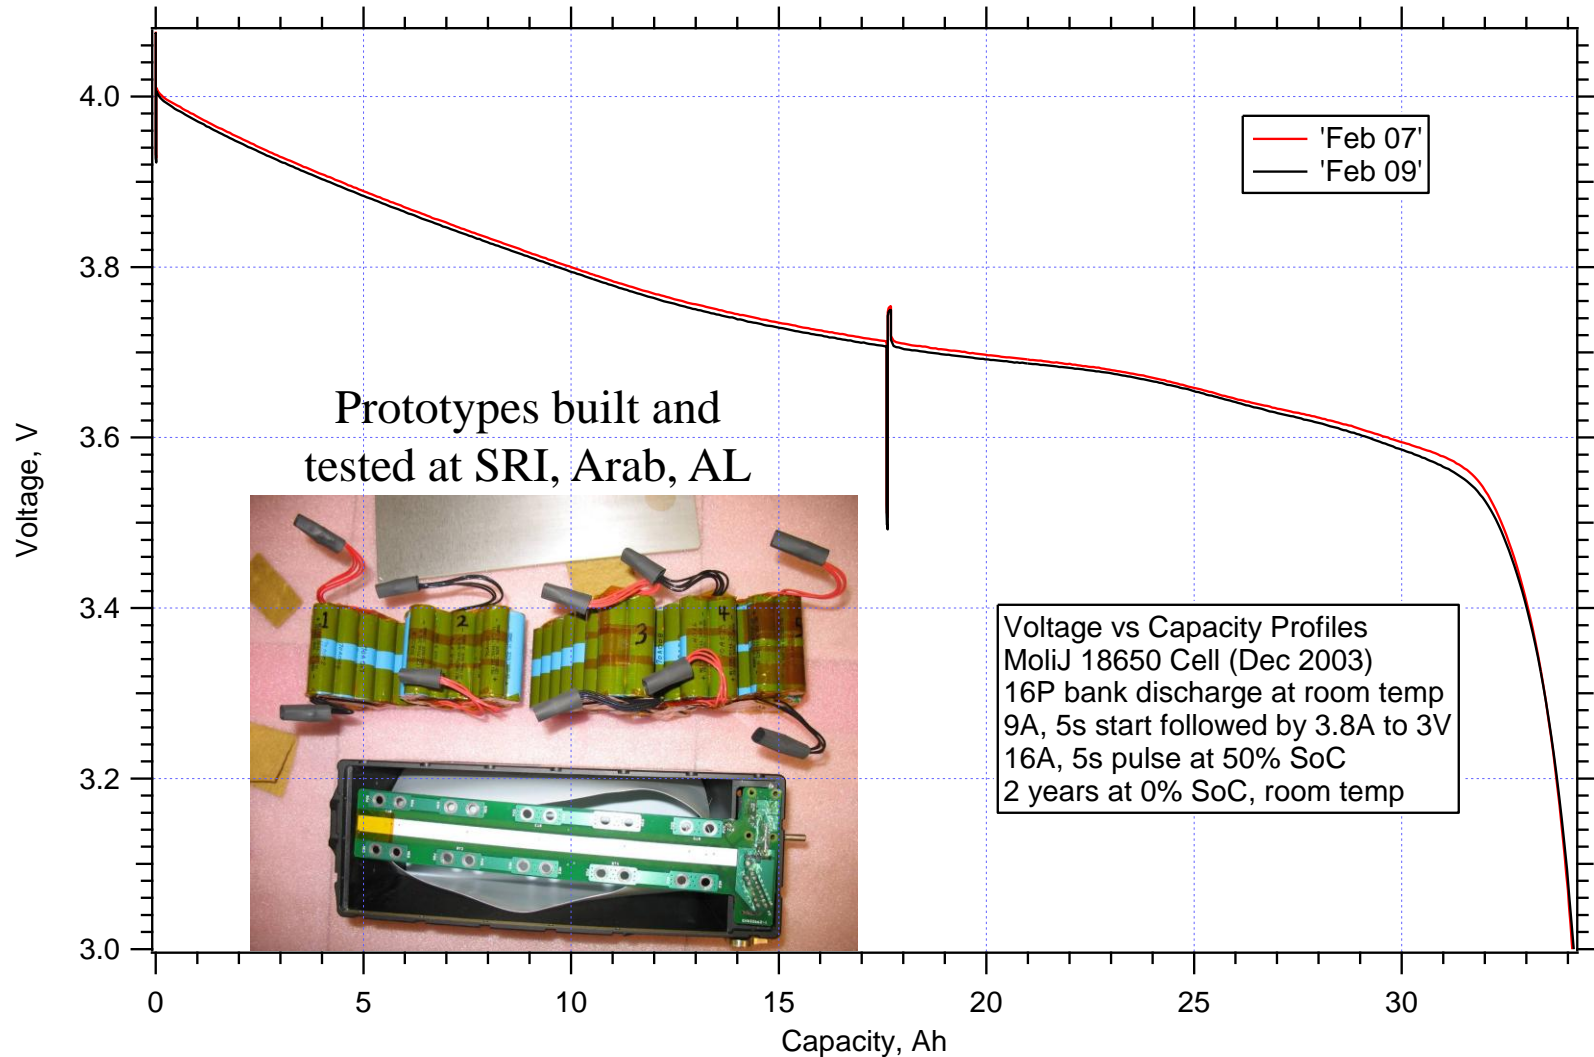 4.0
3.8
3.6
3.4
3.2
3.0
Voltage, V
'Feb 07'
'Feb 09'
Prototypes built and
tested at SRI, Arab, AL
1
2
3
4
Voltage vs Capacity Profiles
MoliJ 18650 Cell (Dec 2003)
16P bank discharge at room temp
9A, 5s start followed by 3.8A to 3V
16A, 5s pulse at 50% SoC
2 years at 0% SoC, room temp
0
5
10
15
20
25
30
Capacity, Ah